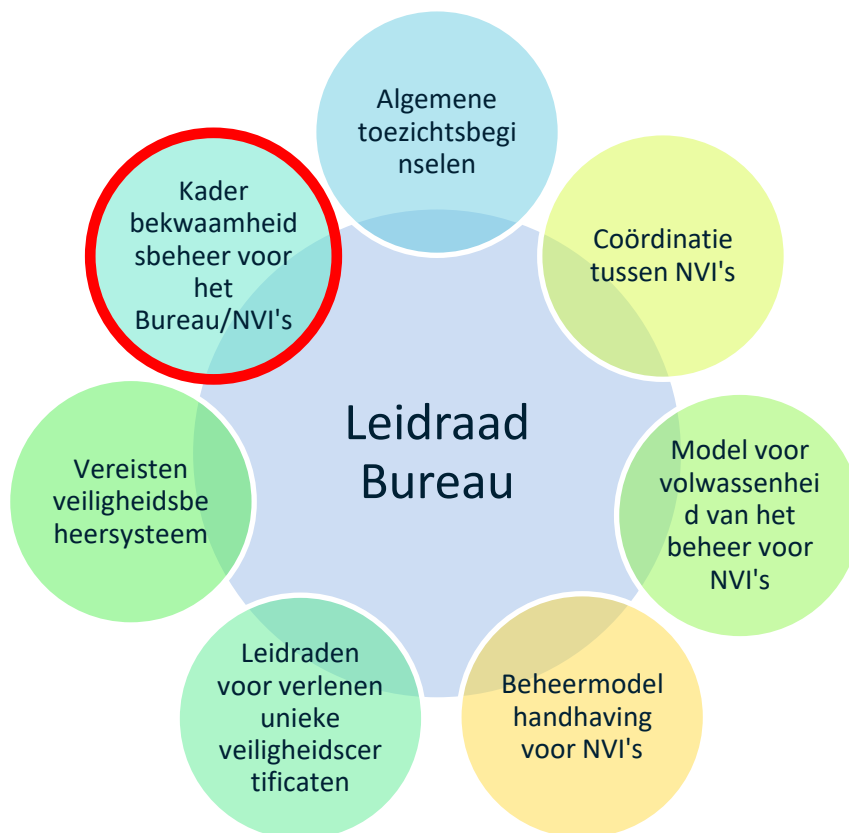 Algemene
toezichtsbegi
nselen
Coördinatie
tussen NVI's
Model voor
volwassenhei
d van het
beheer voor
NVI's
Beheermodel
handhaving
voor NVI's
Leidraden
voor verlenen
unieke
veiligheidscer
tificaten
Vereisten
veiligheidsbe
heersysteem
Kader
bekwaamheid
sbeheer voor
het
Bureau/NVI's
Leidraad
Bureau